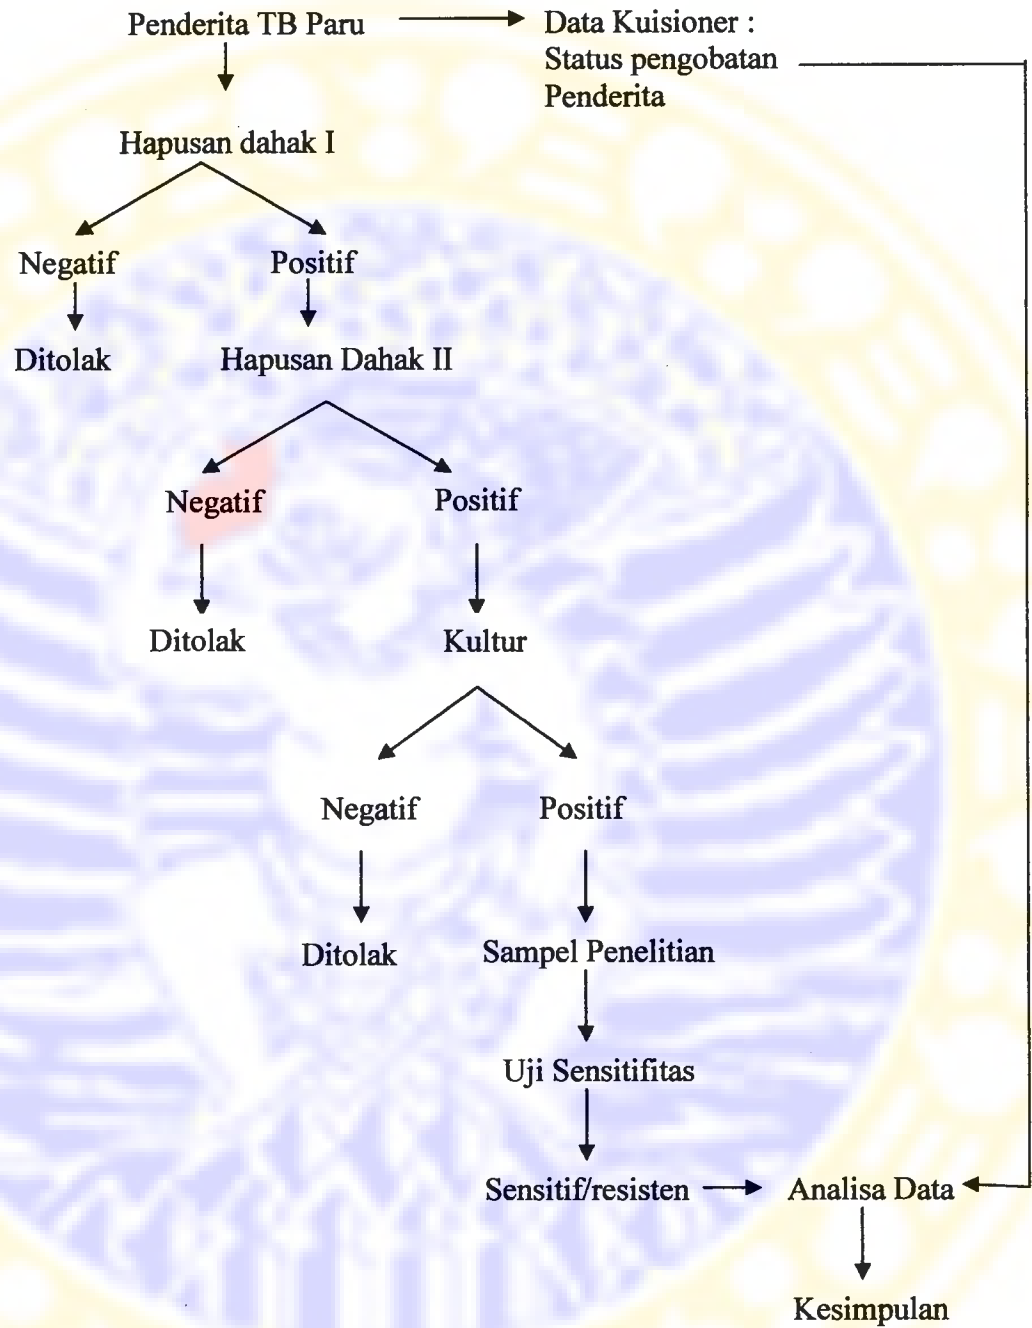 Penderita TB Paru
Data Kuisioner :
Status pengobatan
Penderita
Hapusan dahak I
Negatif
Positif
Ditolak
Hapusan Dahak II
Negatif
Positif
Ditolak
Kultur
Negatif
Positif
Ditolak
Sampel Penelitian
Uji Sensitifitas
Sensitif/resisten
Analisa Data
Kesimpulan